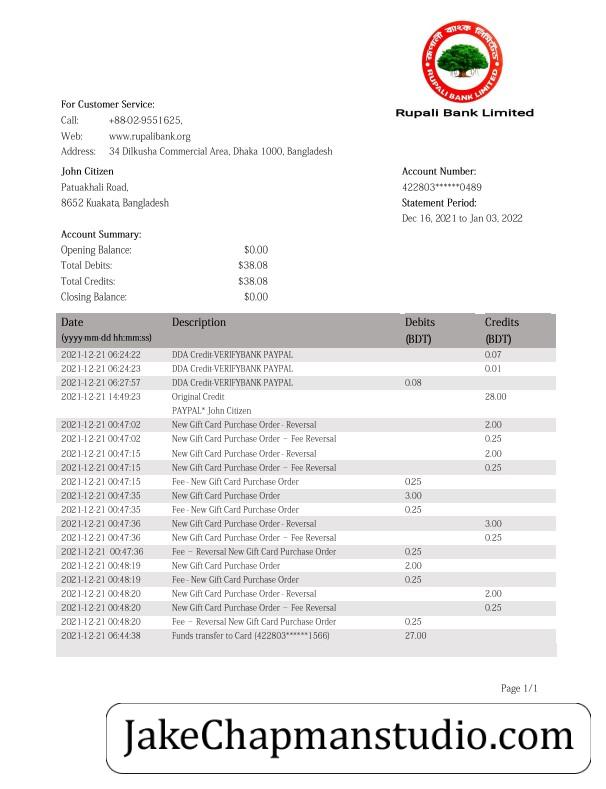 রূপালী ব্যাংক লিমিটেড
RUPALI BANK LIMITED
Rupali Bank Limited
For Customer Service:
Call: +88-02-9551625,
Web: www.rupalibank.org
Address: 34 Dilkusha Commercial Area, Dhaka 1000, Bangladesh
John Citizen
Patuakhali Road,
8652 Kuakata, Bangladesh
Account Number:
422803******0489
Statement Period:
Dec 16, 2021 to Jan 03, 2022
Account Summary:
Opening Balance: $0.00
Total Debits: $38.08
Total Credits: $38.08
Closing Balance: $0.00
Date Description Debits Credits
(yyyy-mm-dd hh:mm:ss) (BDT) (BDT)
2021-12-21 06:24:22 DDA Credit-VERIFYBANK PAYPAL 0.07
2021-12-21 06:24:23 DDA Credit-VERIFYBANK PAYPAL 0.01
2021-12-21 06:27:57 DDA Credit-VERIFYBANK PAYPAL 0.08
2021-12-21 14:49:23 Original Credit 28.00
PAYPAL* John Citizen
2021-12-21 00:47:02 New Gift Card Purchase Order - Reversal 2.00
2021-12-21 00:47:02 New Gift Card Purchase Order – Fee Reversal 0.25
2021-12-21 00:47:15 New Gift Card Purchase Order - Reversal 2.00
2021-12-21 00:47:15 New Gift Card Purchase Order – Fee Reversal 0.25
2021-12-21 00:47:15 Fee - New Gift Card Purchase Order 0.25
2021-12-21 00:47:35 New Gift Card Purchase Order 3.00
2021-12-21 00:47:35 Fee - New Gift Card Purchase Order 0.25
2021-12-21 00:47:36 New Gift Card Purchase Order - Reversal 3.00
2021-12-21 00:47:36 New Gift Card Purchase Order – Fee Reversal 0.25
2021-12-21 00:47:36 Fee – Reversal New Gift Card Purchase Order 0.25
2021-12-21 00:48:19 New Gift Card Purchase Order 2.00
2021-12-21 00:48:19 Fee - New Gift Card Purchase Order 0.25
2021-12-21 00:48:20 New Gift Card Purchase Order - Reversal 2.00
2021-12-21 00:48:20 New Gift Card Purchase Order – Fee Reversal 0.25
2021-12-21 00:48:20 Fee – Reversal New Gift Card Purchase Order 0.25
2021-12-21 06:44:38 Funds transfer to Card (422803******1566) 27.00
Page 1/1
JakeChapmanstudio.com